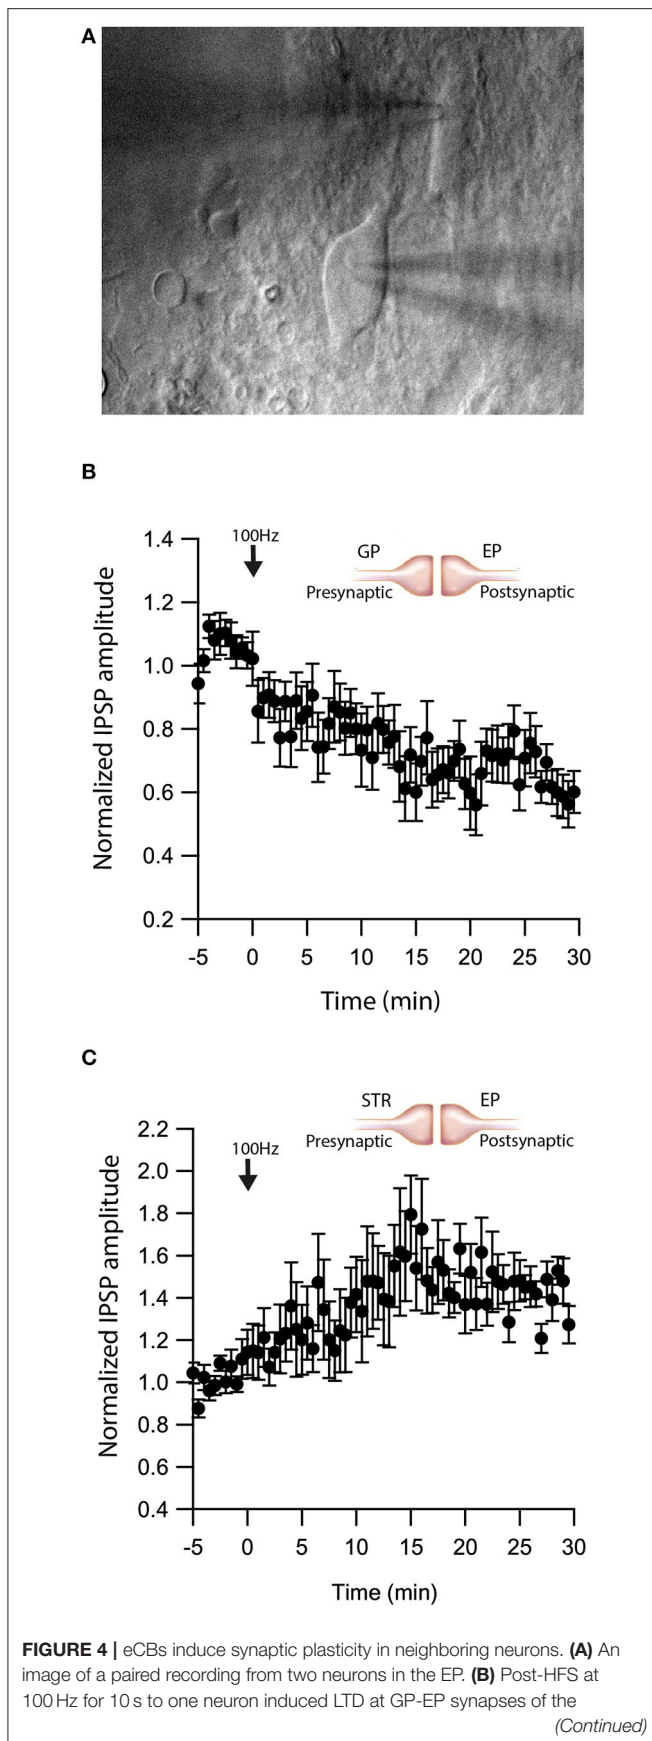 A
B
100Hz
GP
EP
Presynaptic
Postsynaptic
Normalized IPSP amplitude
1.4
1.2
1.0
0.8
0.6
0.4
0.2
-5 0 5 10 15 20 25 30
Time (min)
C
STR
EP
Presynaptic
Postsynaptic
100Hz
Normalized IPSP amplitude
2.2
2.0
1.8
1.6
1.4
1.2
1.0
0.8
0.6
0.4
-5 0 5 10 15 20 25 30
Time (min)
FIGURE 4 | eCBs induce synaptic plasticity in neighboring neurons. (A) An
image of a paired recording from two neurons in the EP. (B) Post-HFS at
100 Hz for 10 s to one neuron induced LTD at GP-EP synapses of the
(Continued)